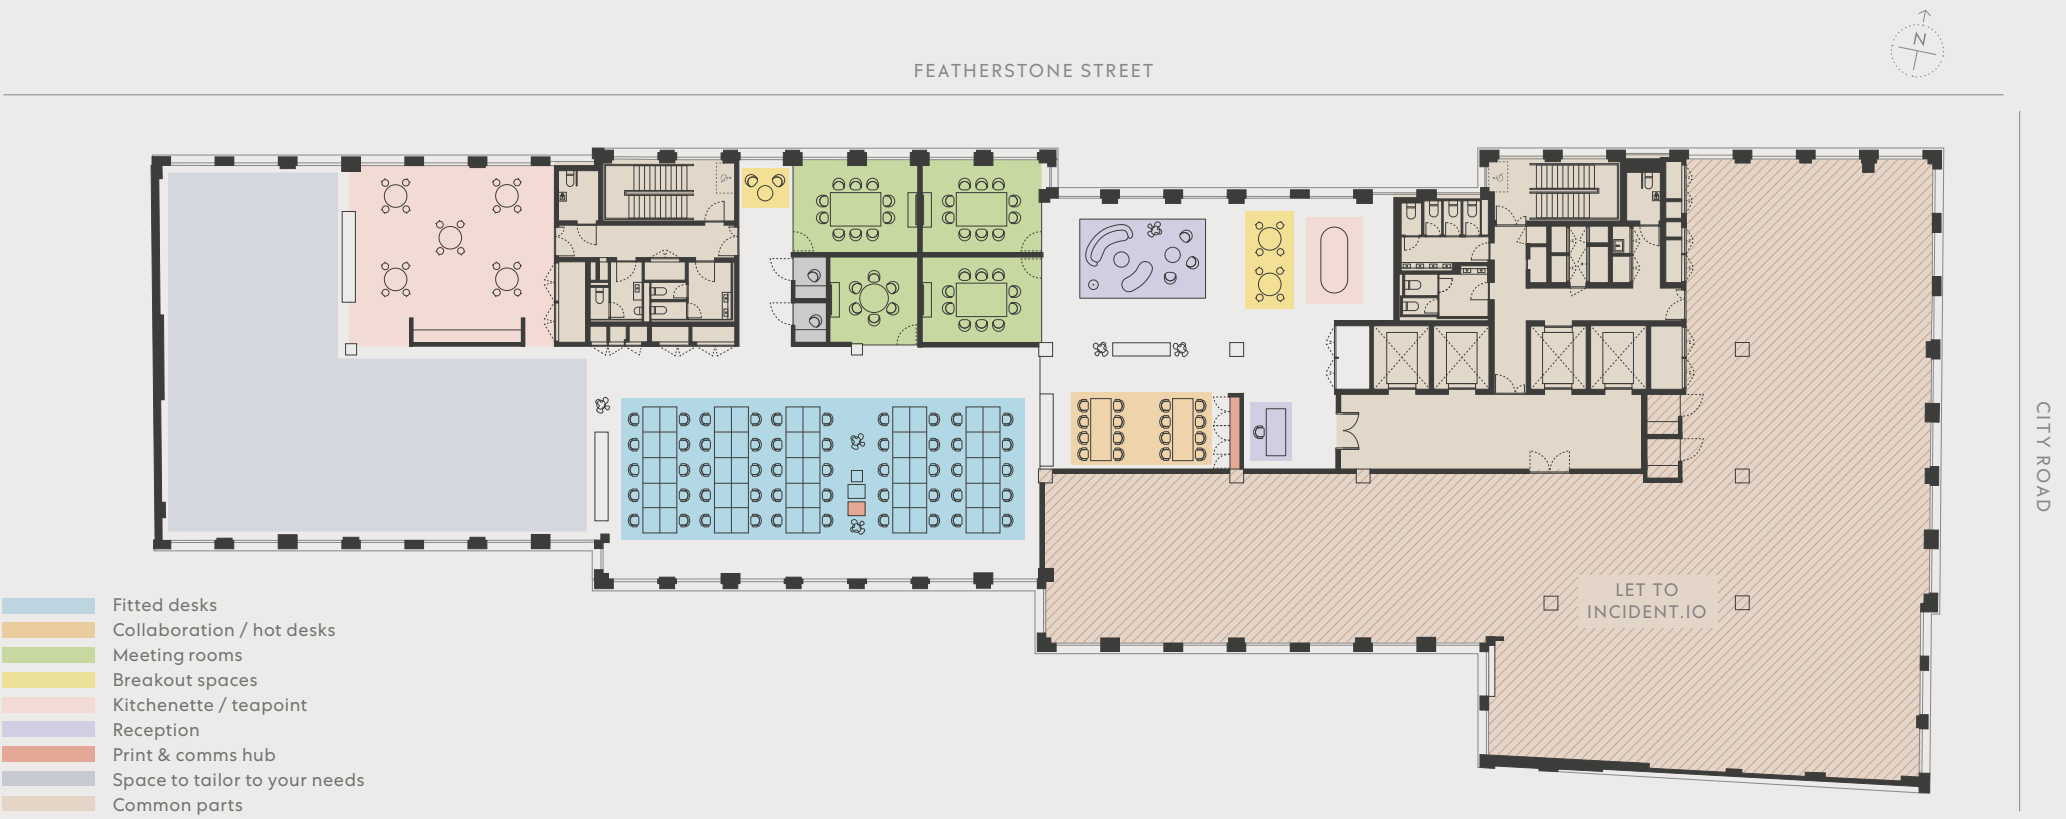 N
FEATHERSTONE STREET
CITY ROAD
LET TO
INCIDENT.IO
Fitted desks
Collaboration / hot desks
Meeting rooms
Breakout spaces
Kitchenette / teapoint
Reception
Print & comms hub
Space to tailor to your needs
Common parts